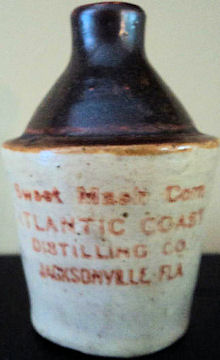 Sweet Mash Corn
ATLANTIC COAST
DISTILLING CO.
JACKSONVILLE, FLA